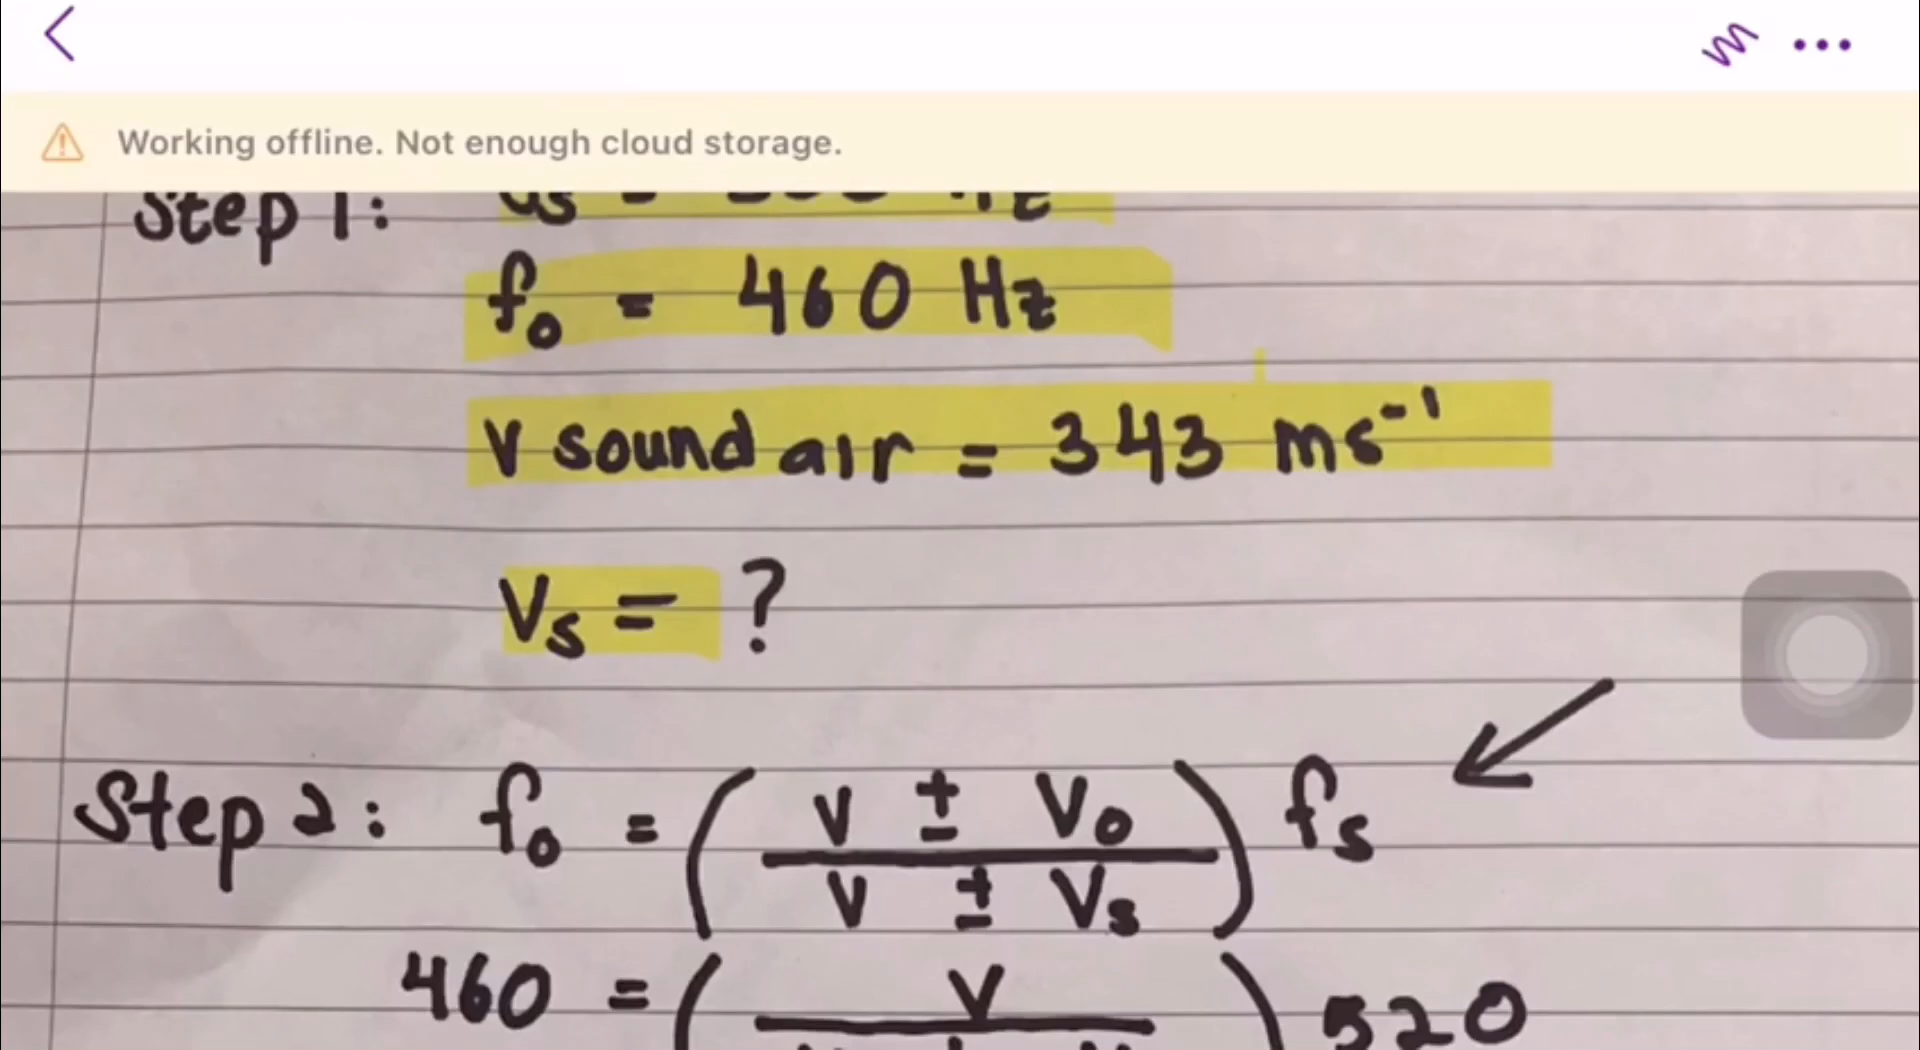 Working offline. Not enough cloud storage.
Step 1:
f₀ = 460 Hz
V sound air = 343 ms⁻¹
Vs = ?
Step 2: f₀ = ( V ± V₀ / V ± Vs ) fs
460 = ( V ) 520